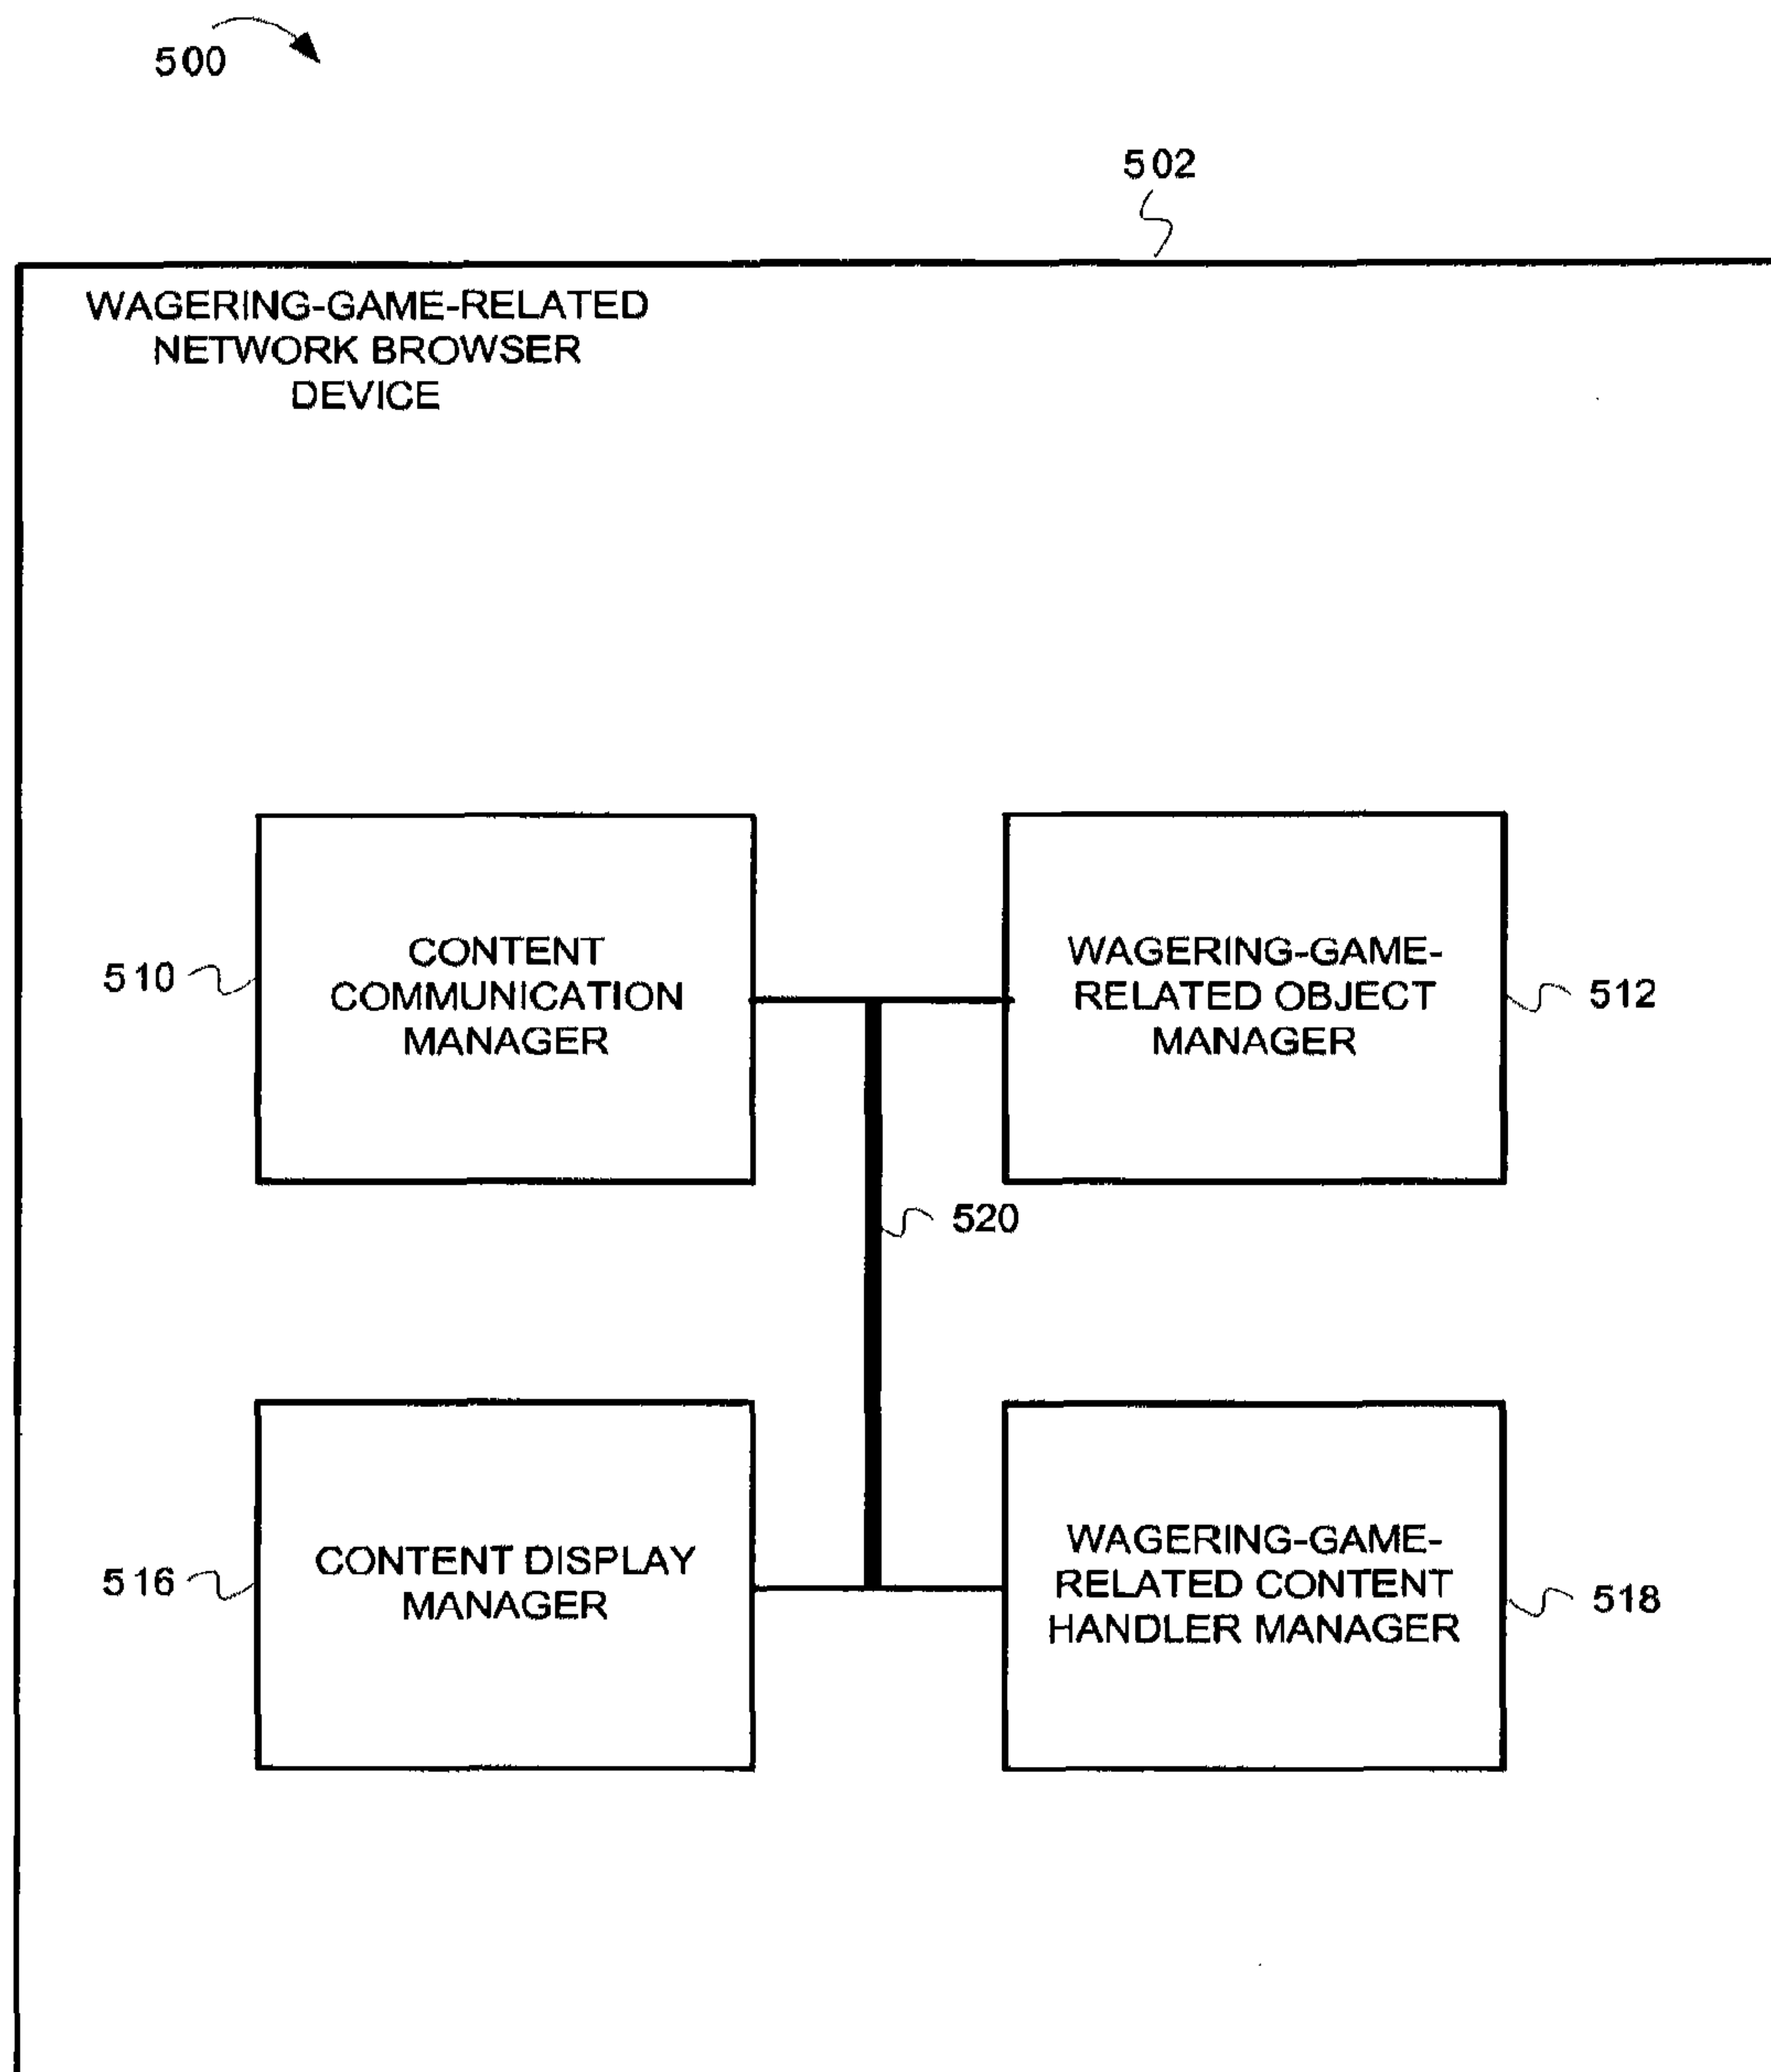 500
502
WAGERING-GAME-RELATED
NETWORK BROWSER
DEVICE
510
CONTENT
COMMUNICATION
MANAGER
WAGERING-GAME-
RELATED OBJECT
MANAGER
512
520
516
CONTENT DISPLAY
MANAGER
WAGERING-GAME-
RELATED CONTENT
HANDLER MANAGER
518